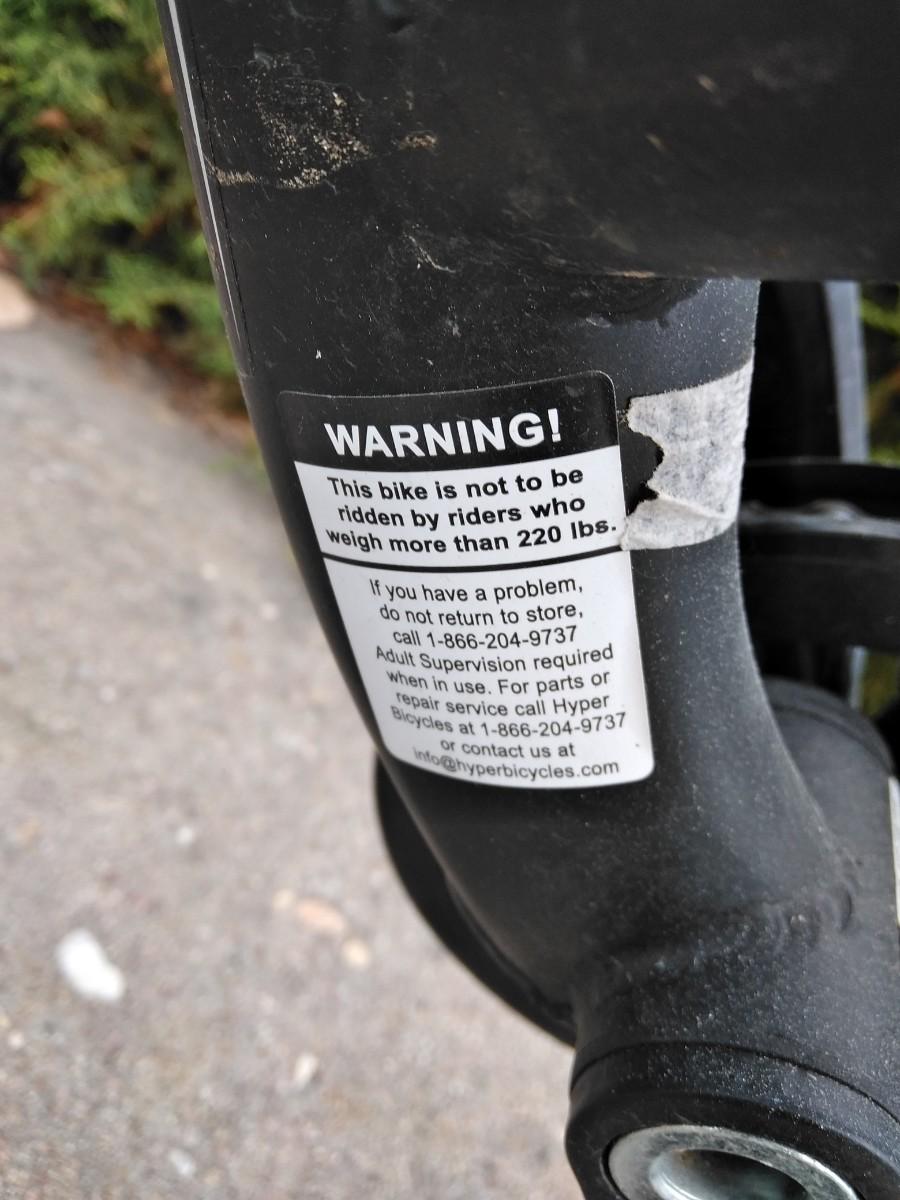 WARNING!
This bike is not to be
ridden by riders who
weigh more than 220 lbs.
If you have a problem,
do not return to store,
call 1-866-204-9737
Adult Supervision required
when in use. For parts or
repair service call Hyper
Bicycles at 1-866-204-9737
or contact us at
info@hyperbicycles.com